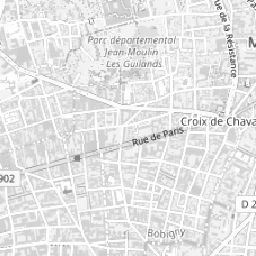 Parc départemental
Jean-Moulin
- Les Guilands
Rue de la Résistance
M
L
Croix de Chava
Rue de Paris
902
D 2
Bobigny